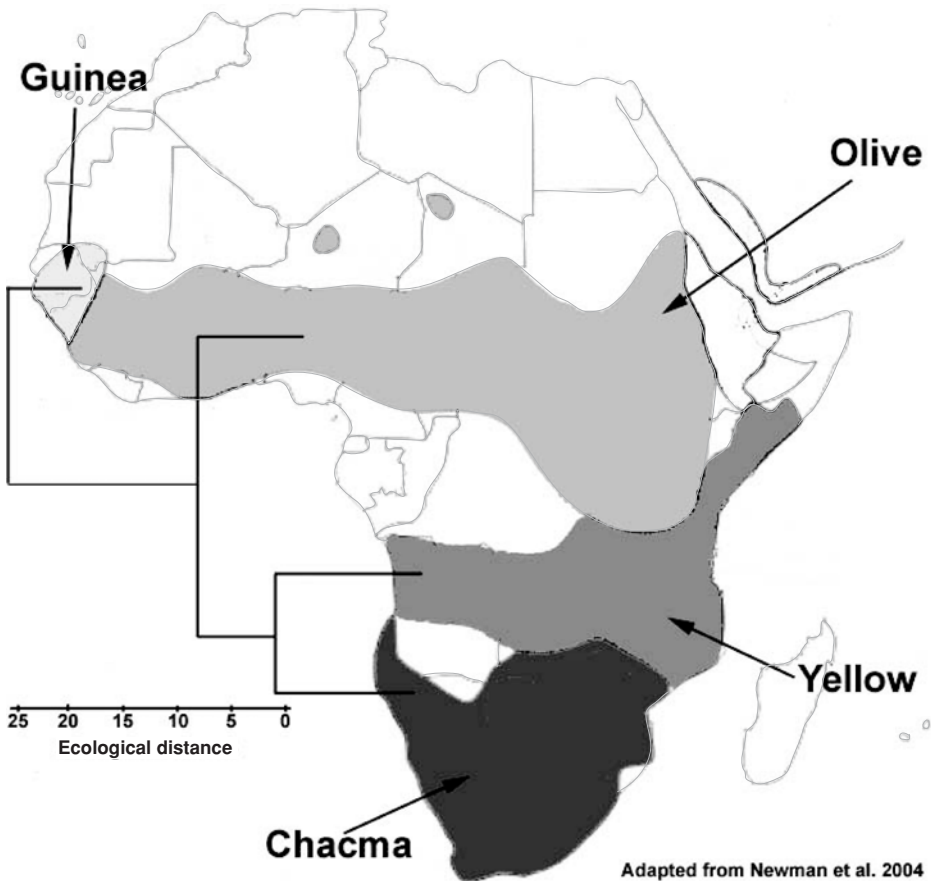 Guinea
Olive
Yellow
25 20 15 10 5 0
Ecological distance
Chacma
Adapted from Newman et al. 2004